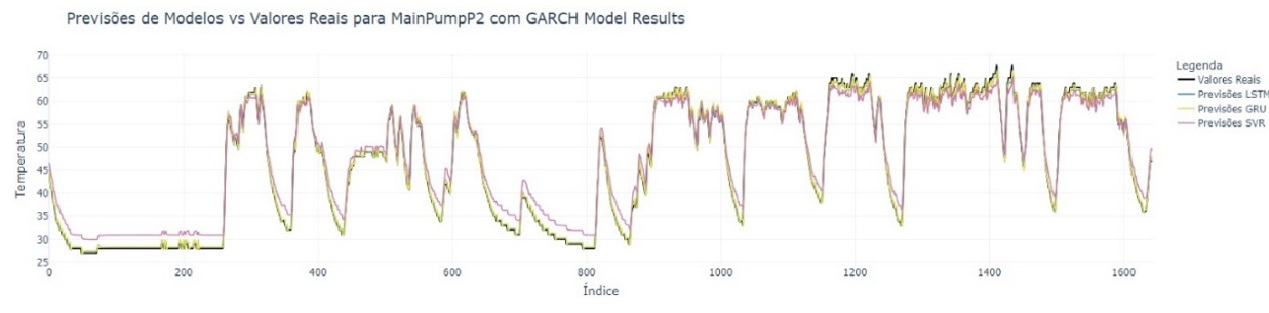 Previsões de Modelos vs Valores Reais para MainPumpP2 com GARCH Model Results
Legenda
Valores Reais
Previsões LSTM
Previsões GRU
Previsões SVR
Temperatura
70
65
60
55
50
45
40
35
30
25
0 200 400 600 800 1000 1200 1400 1600
Índice